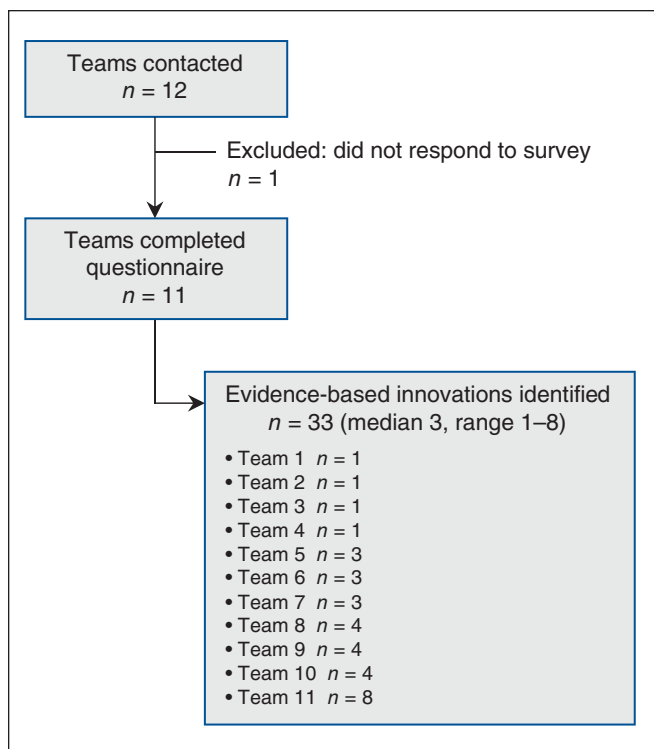 Teams contacted
n = 12
Excluded: did not respond to survey
n = 1
Teams completed
questionnaire
n = 11
Evidence-based innovations identified
n = 33 (median 3, range 1–8)
• Team 1 n = 1
• Team 2 n = 1
• Team 3 n = 1
• Team 4 n = 1
• Team 5 n = 3
• Team 6 n = 3
• Team 7 n = 3
• Team 8 n = 4
• Team 9 n = 4
• Team 10 n = 4
• Team 11 n = 8